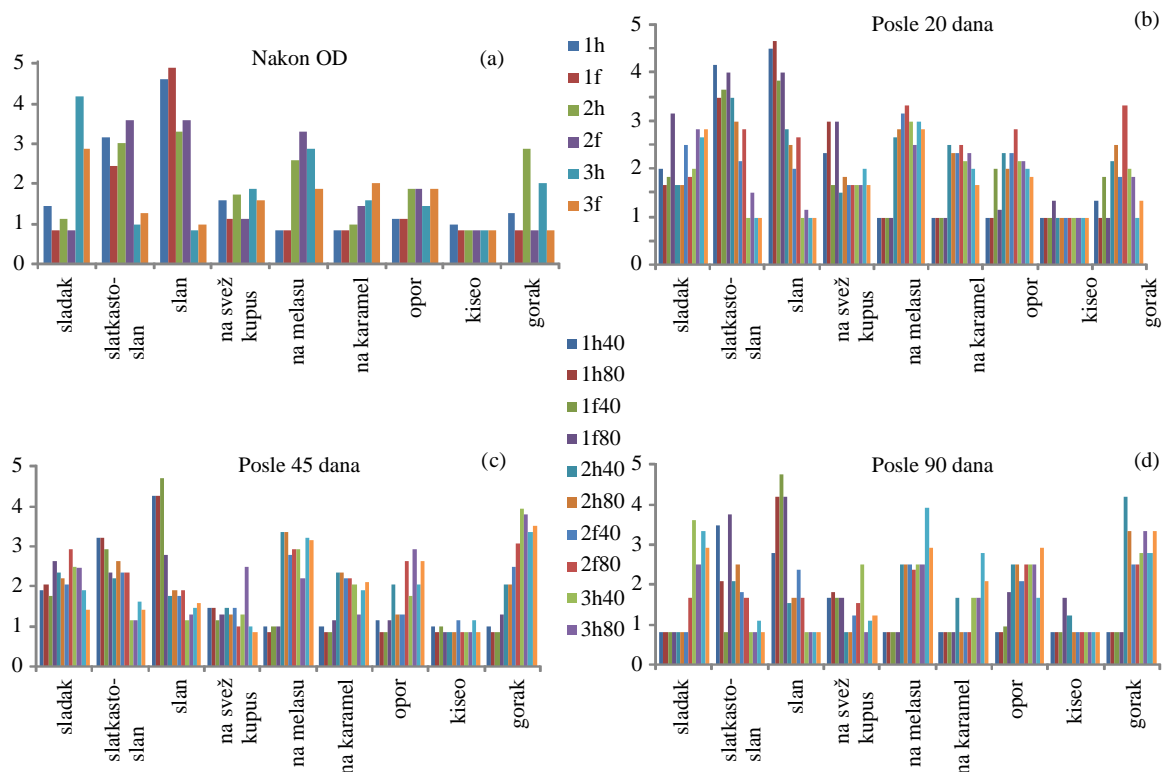 Nakon OD
(a)
5
4
3
2
1
0
sladak
slatkasto-
slan
slan
na svež
kupus
na melasu
na karamel
opor
kiseo
gorak
1h
1f
2h
2f
3h
3f
Posle 20 dana
(b)
5
4
3
2
1
0
sladak
slatkasto-
slan
slan
na svež
kupus
na melasu
na karamel
opor
kiseo
gorak
1h40
1h80
1f40
1f80
2h40
2h80
2f40
2f80
3h40
3h80
Posle 45 dana
(c)
5
4
3
2
1
0
sladak
slatkasto-
slan
slan
na svež
kupus
na melasu
na karamel
opor
kiseo
gorak
Posle 90 dana
(d)
5
4
3
2
1
0
sladak
slatkasto-
slan
slan
na svež
kupus
na melasu
na karamel
opor
kiseo
gorak